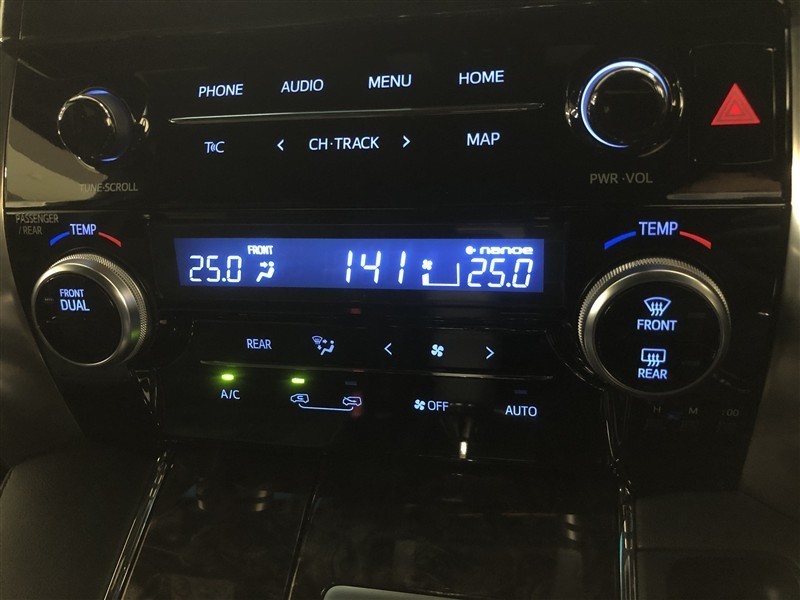 PHONE AUDIO MENU HOME
T C < CH·TRACK > MAP
TUNE·SCROLL PWR·VOL
PASSENGER
/ REAR
TEMP TEMP
FRONT nanoe
25.0 141 25.0
FRONT
DUAL
FRONT
REAR
REAR < >
A/C OFF AUTO
H M :00